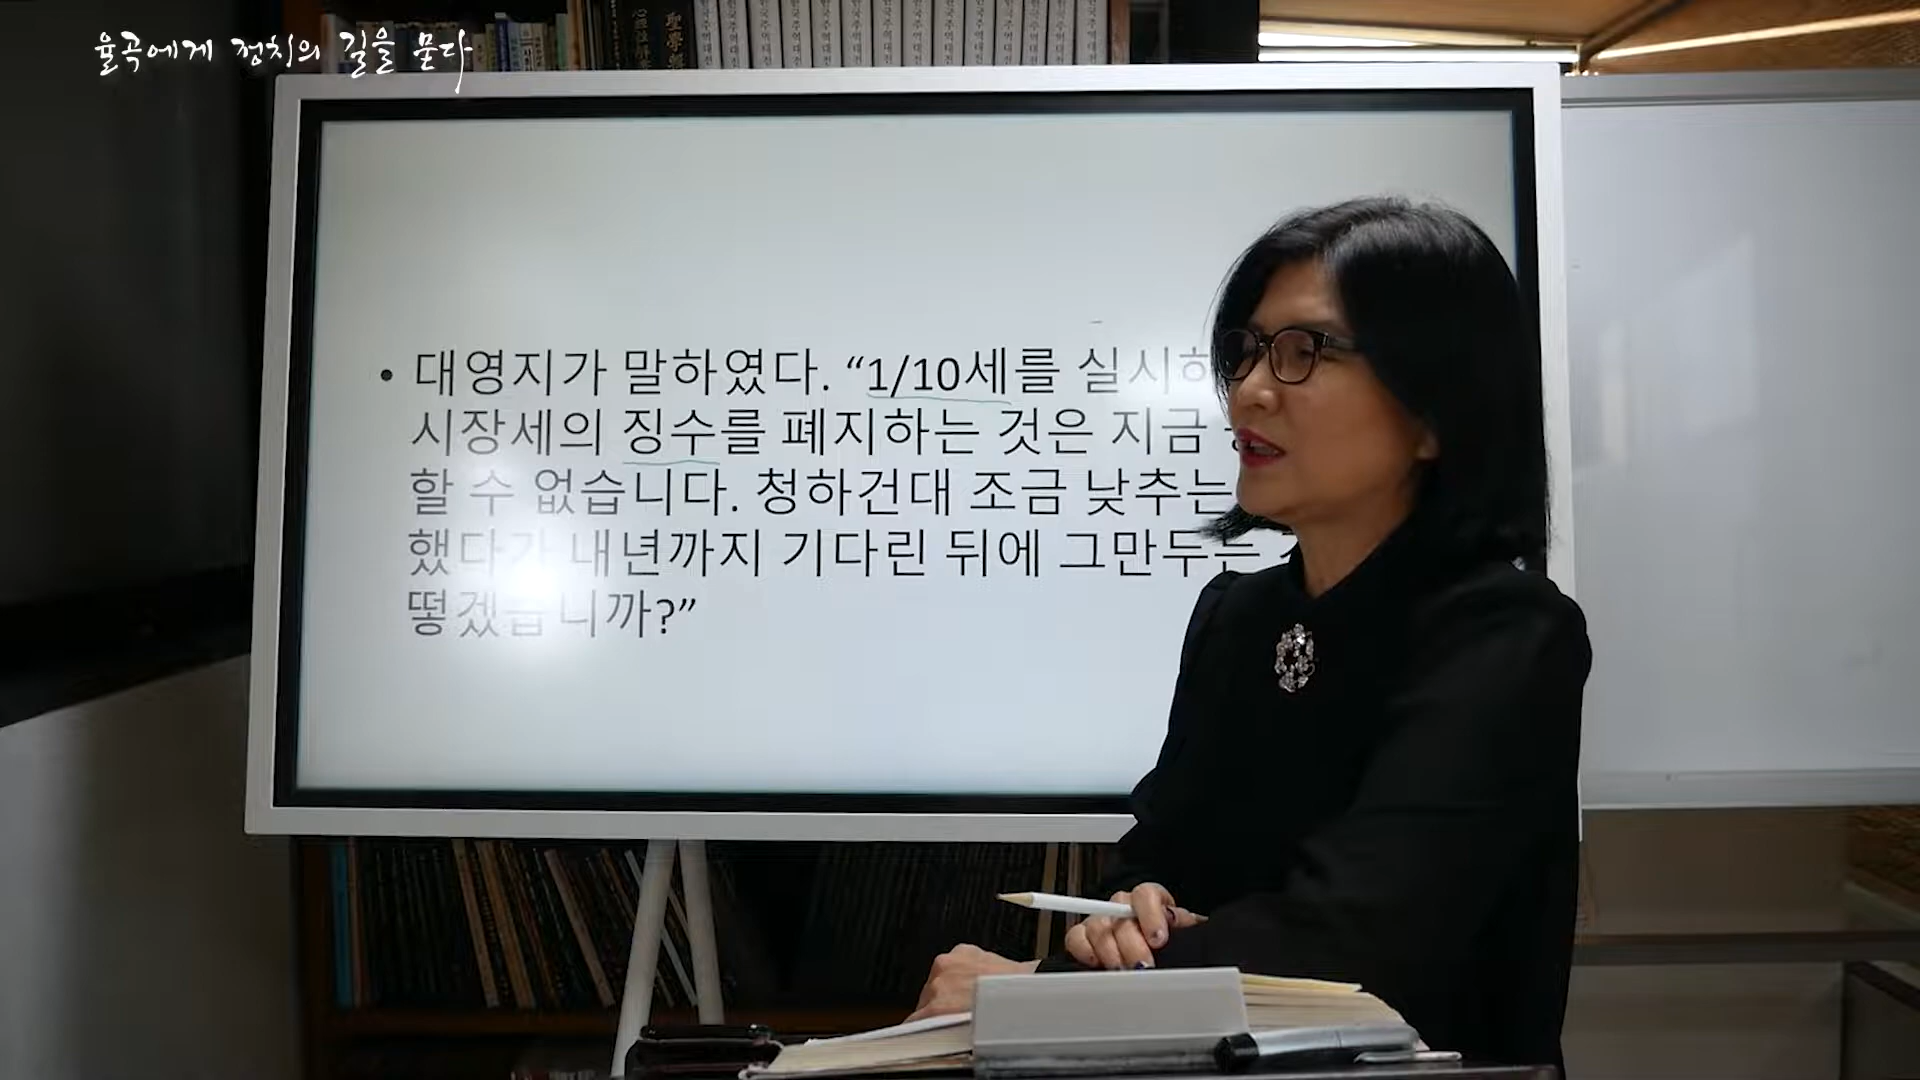 율곡에게 정치의 길을 묻다
• 대영지가 말하였다. “1/10세를 실시하
시장세의 징수를 폐지하는 것은 지금
할 수 없습니다. 청하건대 조금 낮추는
했다가 내년까지 기다린 뒤에 그만두는
떻겠습니까?”